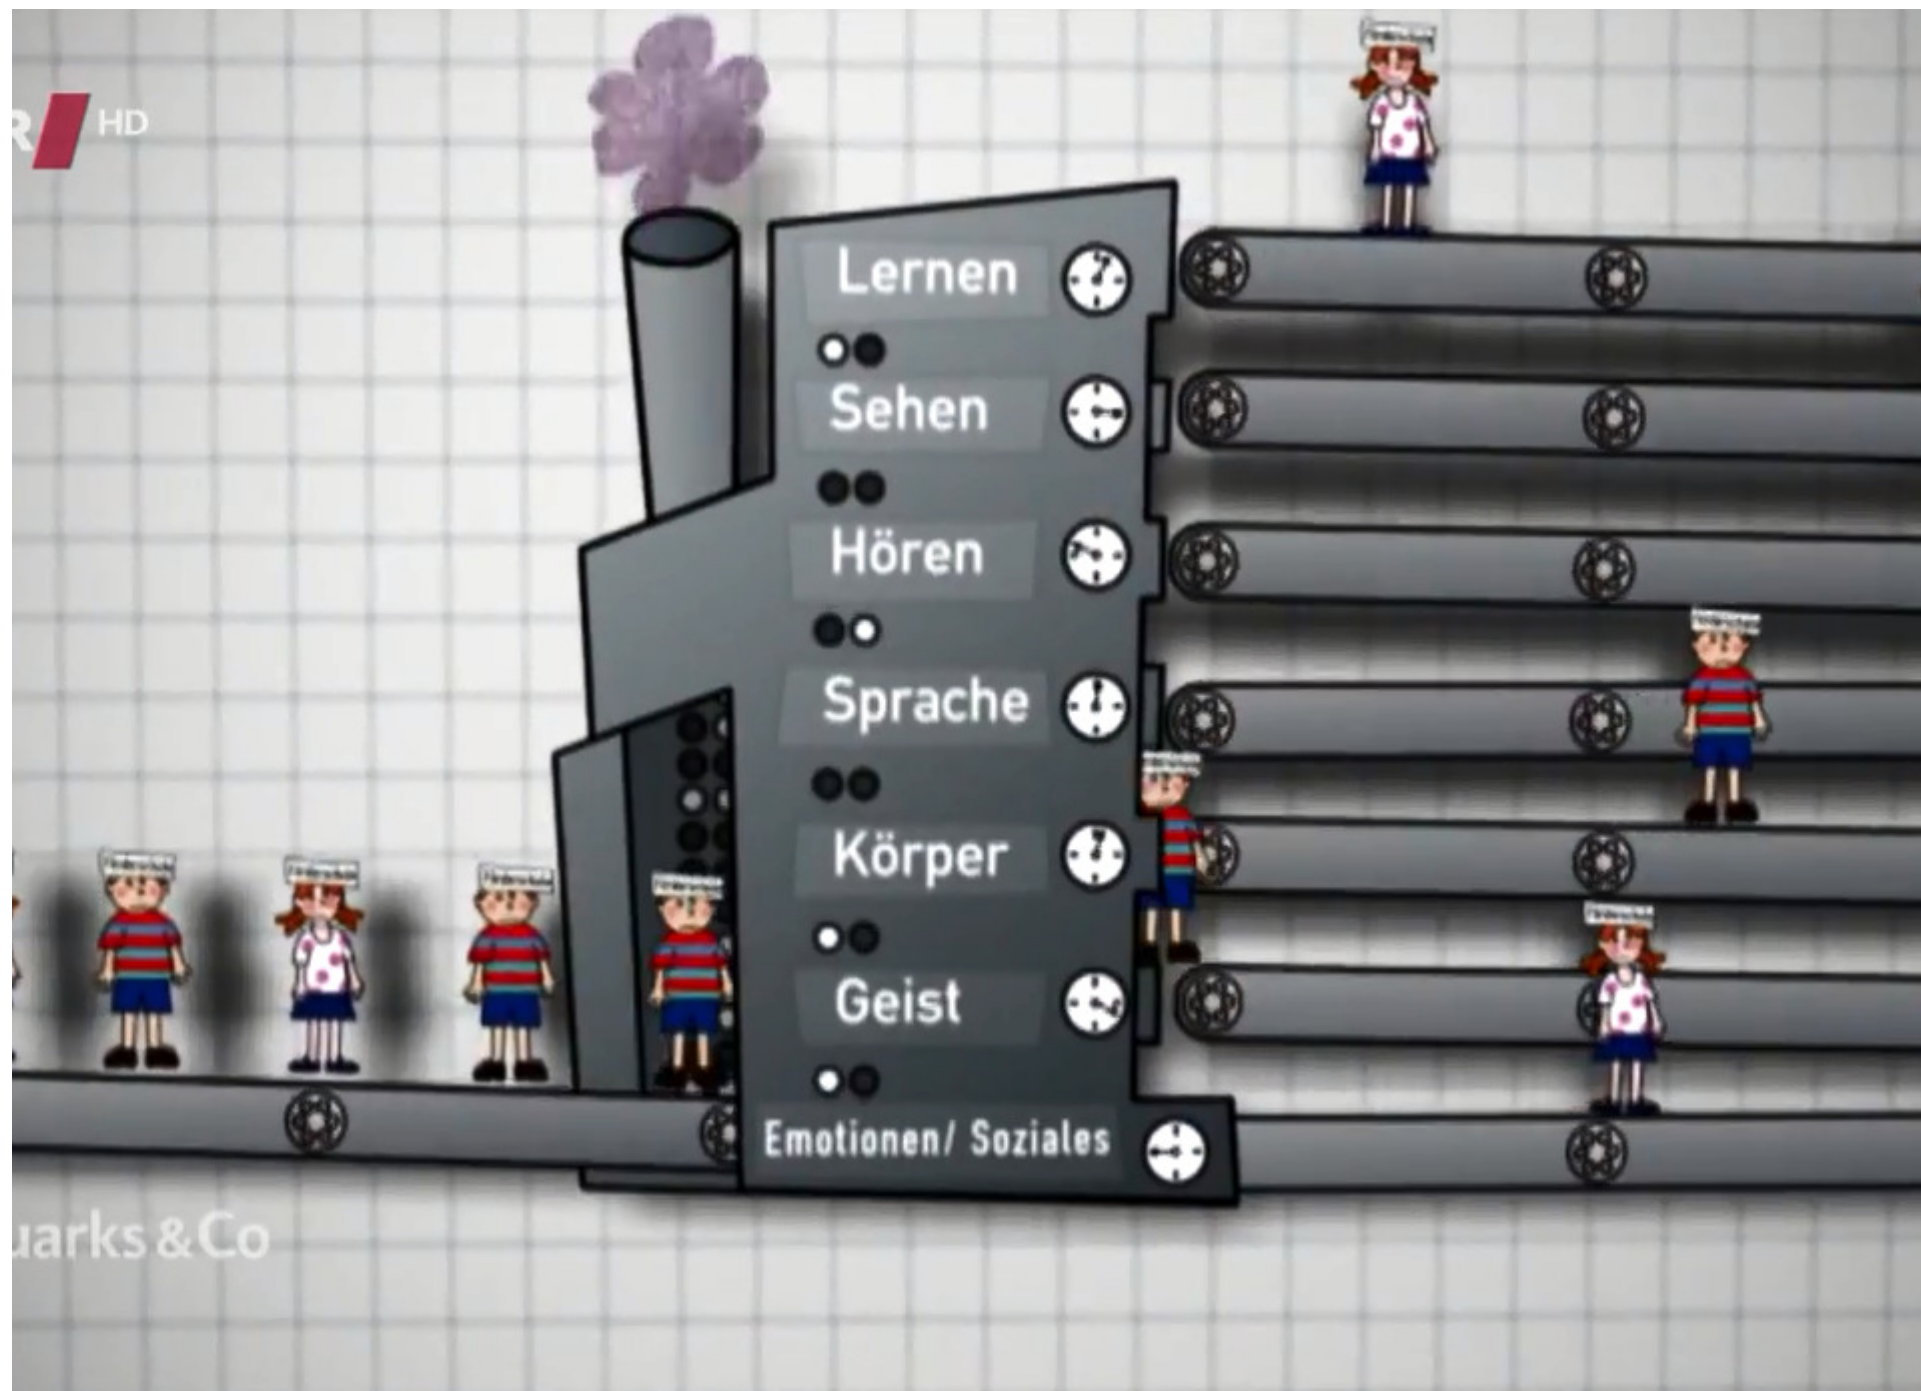 R HD
Lernen
Sehen
Hören
Sprache
Körper
Geist
Emotionen/ Soziales
uarks & Co